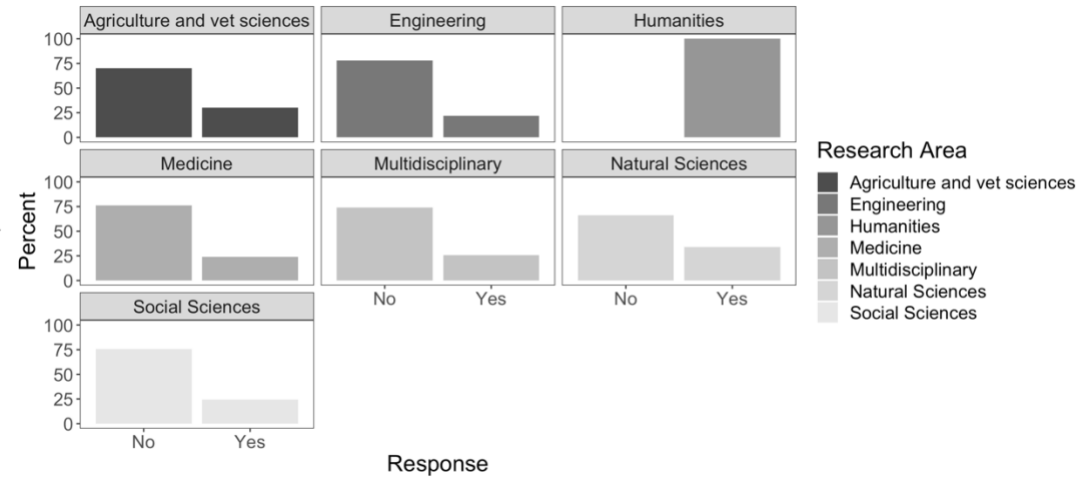 Agriculture and vet sciences
Engineering
Humanities
100
75
50
25
0
Medicine
Multidisciplinary
Natural Sciences
100
75
50
25
0
No
Yes
No
Yes
Social Sciences
100
75
50
25
0
No
Yes
Percent
Response
Research Area
Agriculture and vet sciences
Engineering
Humanities
Medicine
Multidisciplinary
Natural Sciences
Social Sciences